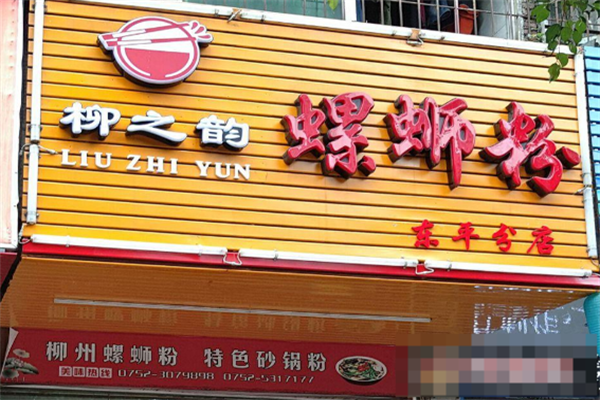 柳之韵
LIU ZHI YUN
螺蛳粉
东平分店
柳州螺蛳粉 特色砂锅粉
美味热线 0752-3079898 0752-5317177